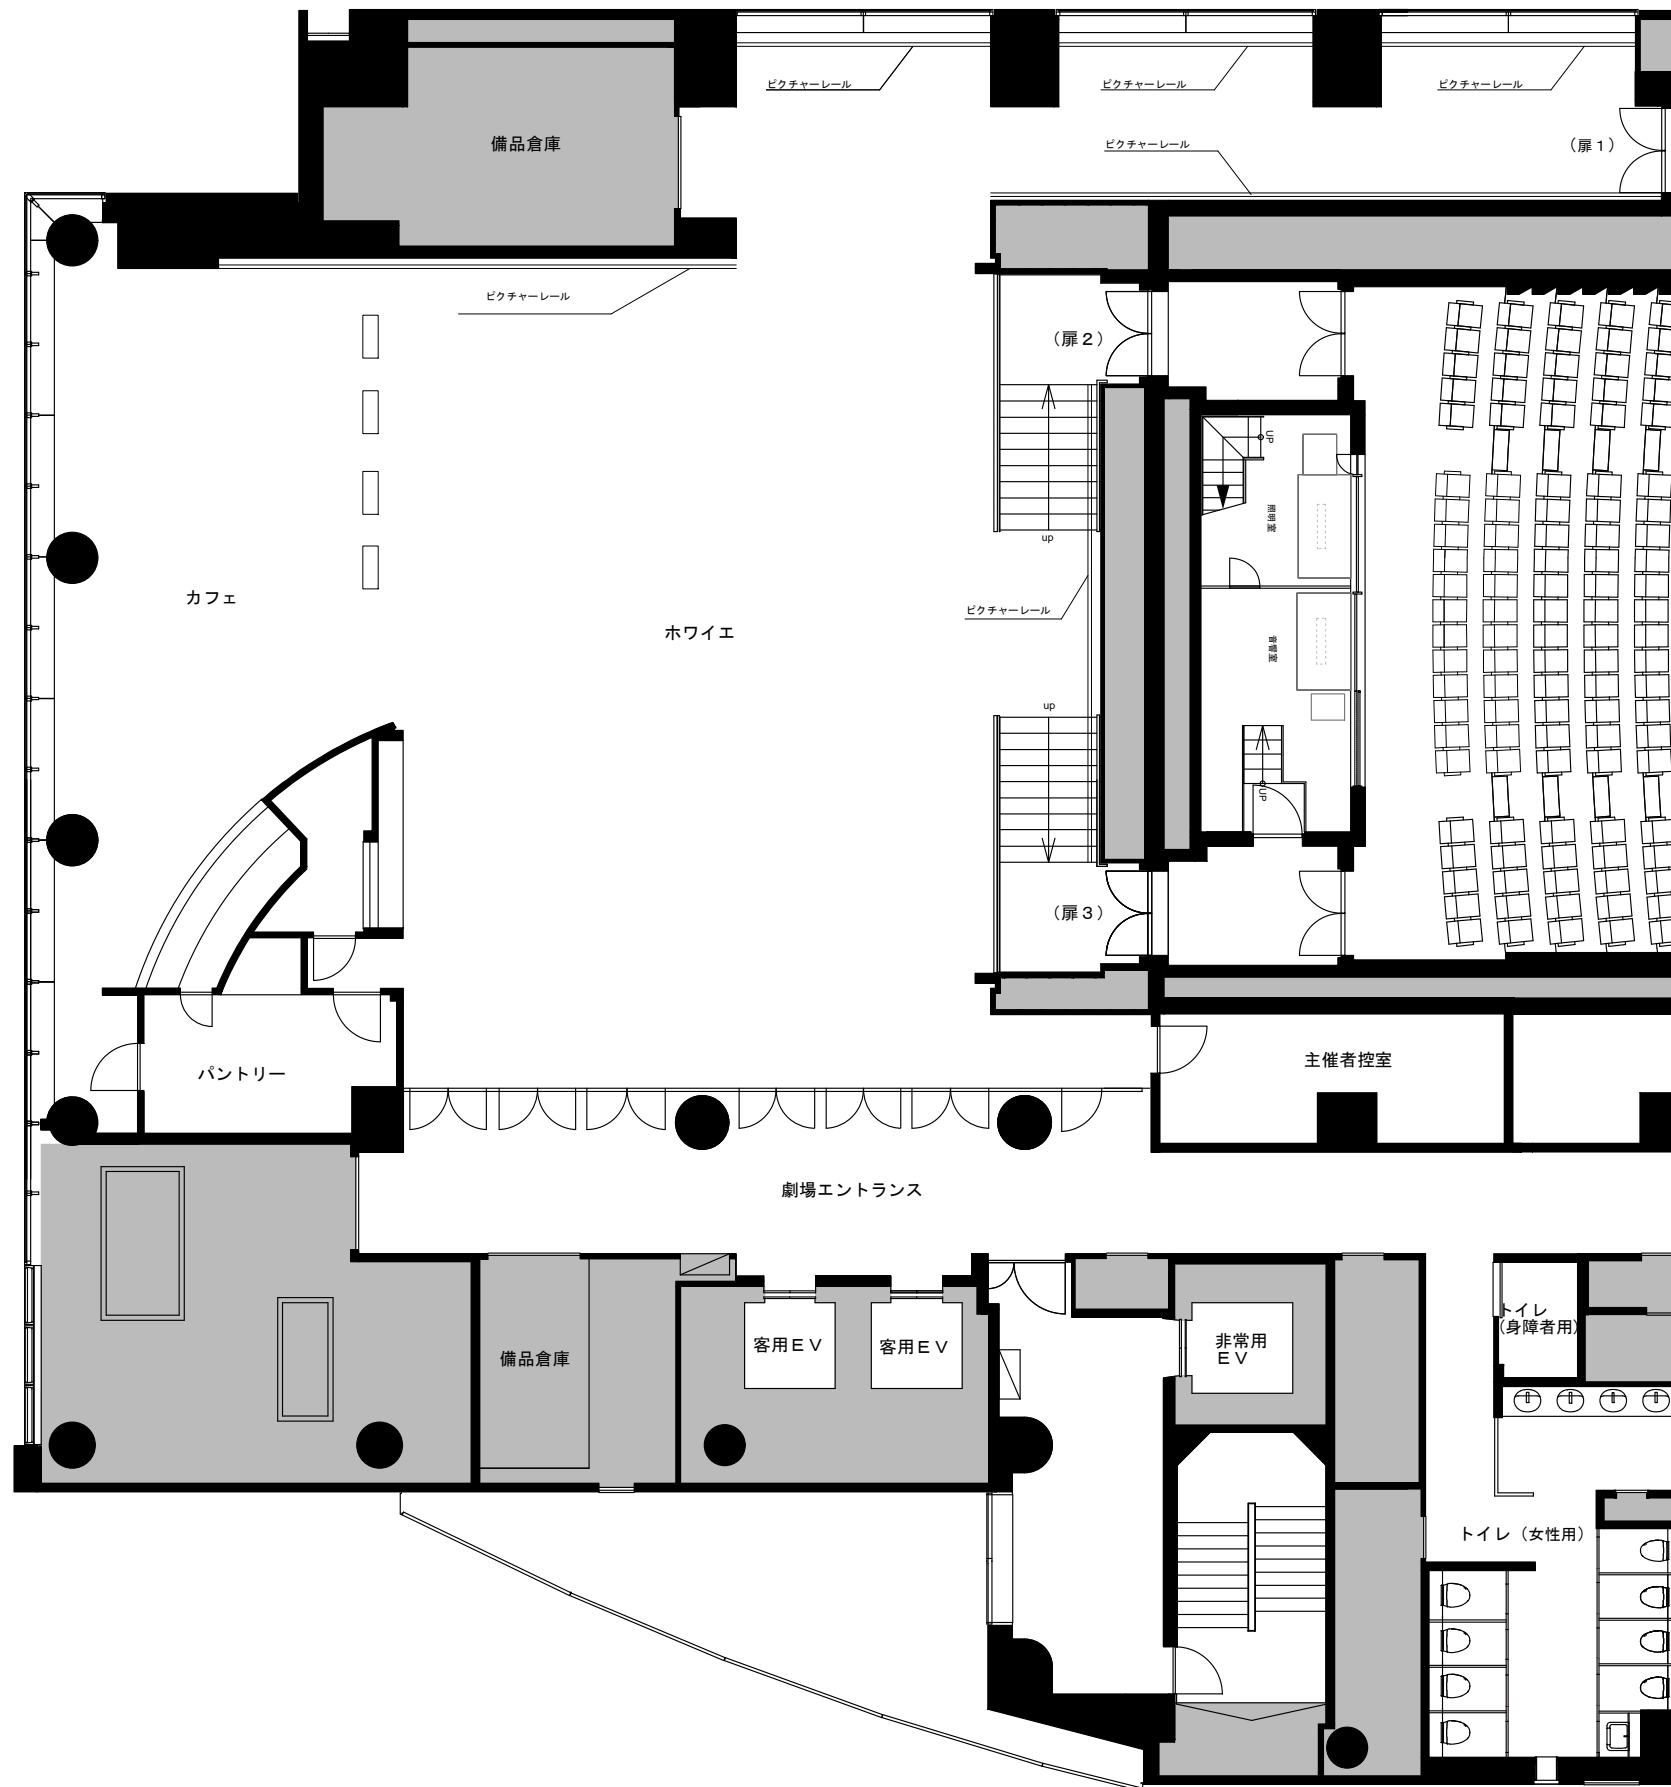 ピクチャーレール
ピクチャーレール
ピクチャーレール
備品倉庫
ピクチャーレール
（扉１）
ピクチャーレール
（扉２）
UP
照明室
up
カフェ
ピクチャーレール
ホワイエ
音響室
up
UP
（扉３）
パントリー
主催者控室
劇場エントランス
トイレ
（身障者用）
客用ＥＶ
客用ＥＶ
非常用
ＥＶ
備品倉庫
トイレ（女性用）